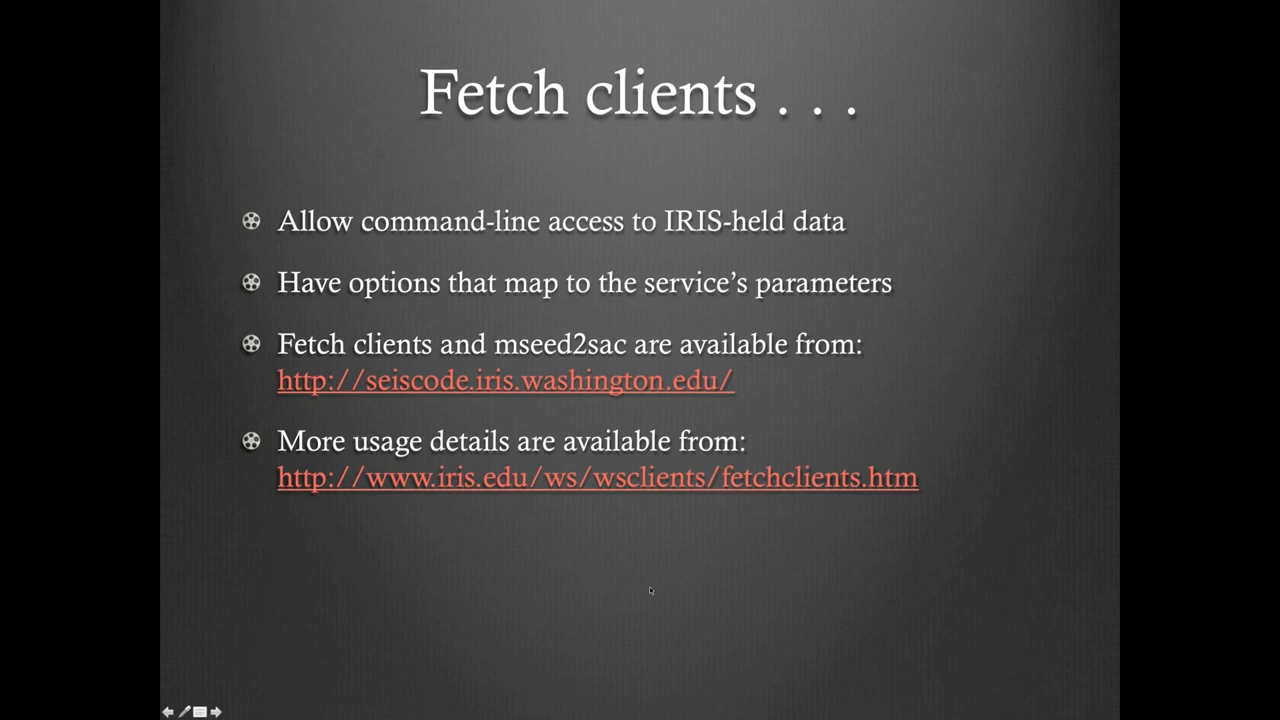 Fetch clients . . .
Allow command-line access to IRIS-held data
Have options that map to the service’s parameters
Fetch clients and mseed2sac are available from:
http://seiscode.iris.washington.edu/
More usage details are available from:
http://www.iris.edu/ws/wsclients/fetchclients.htm